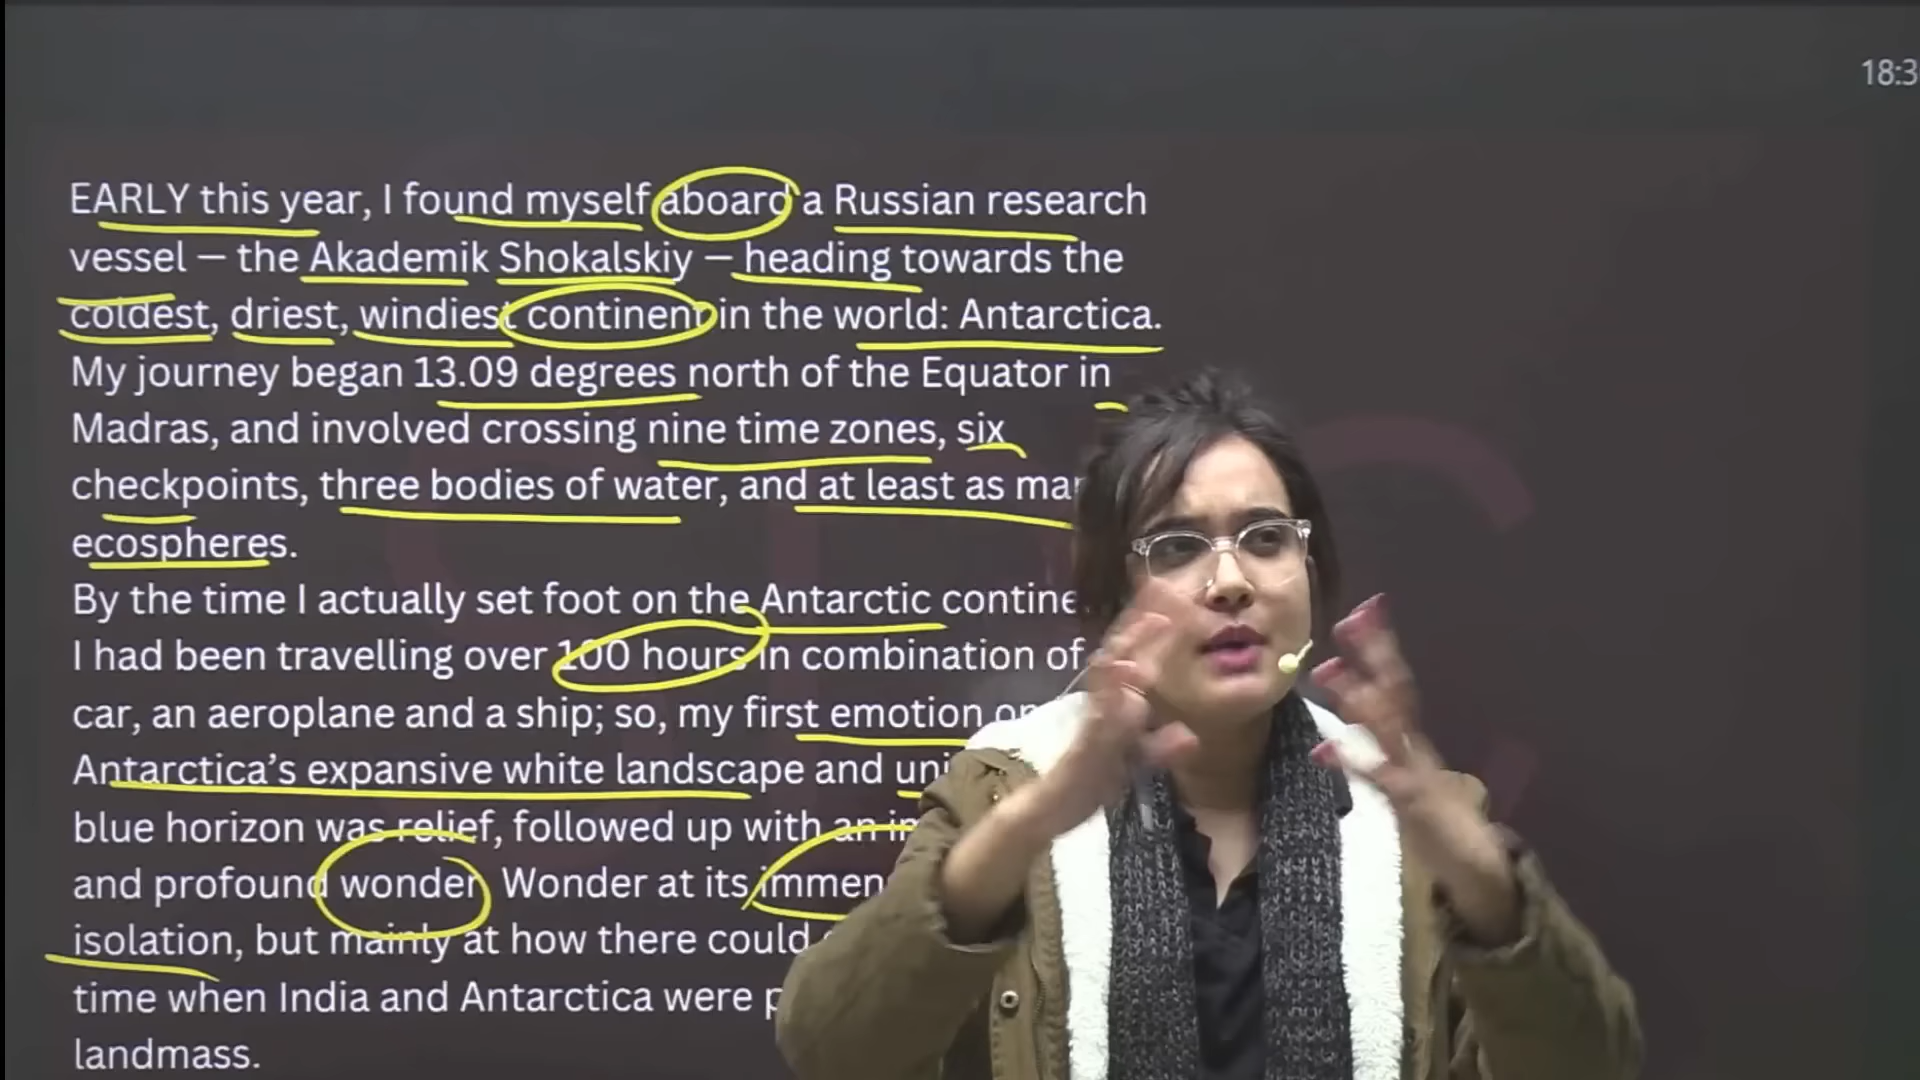 18:3
EARLY this year, I found myself aboard a Russian research
vessel — the Akademik Shokalskiy — heading towards the
coldest, driest, windiest continent in the world: Antarctica.
My journey began 13.09 degrees north of the Equator in
Madras, and involved crossing nine time zones, six
checkpoints, three bodies of water, and at least as
ecospheres.
By the time I actually set foot on the Antarctic
I had been travelling over 100 hours in combination of
car, an aeroplane and a ship; so, my first emotion
Antarctica's expansive white landscape and
blue horizon was relief, followed up with an
and profound wonder. Wonder at its
isolation, but mainly at how there could
time when India and Antarctica were
landmass.